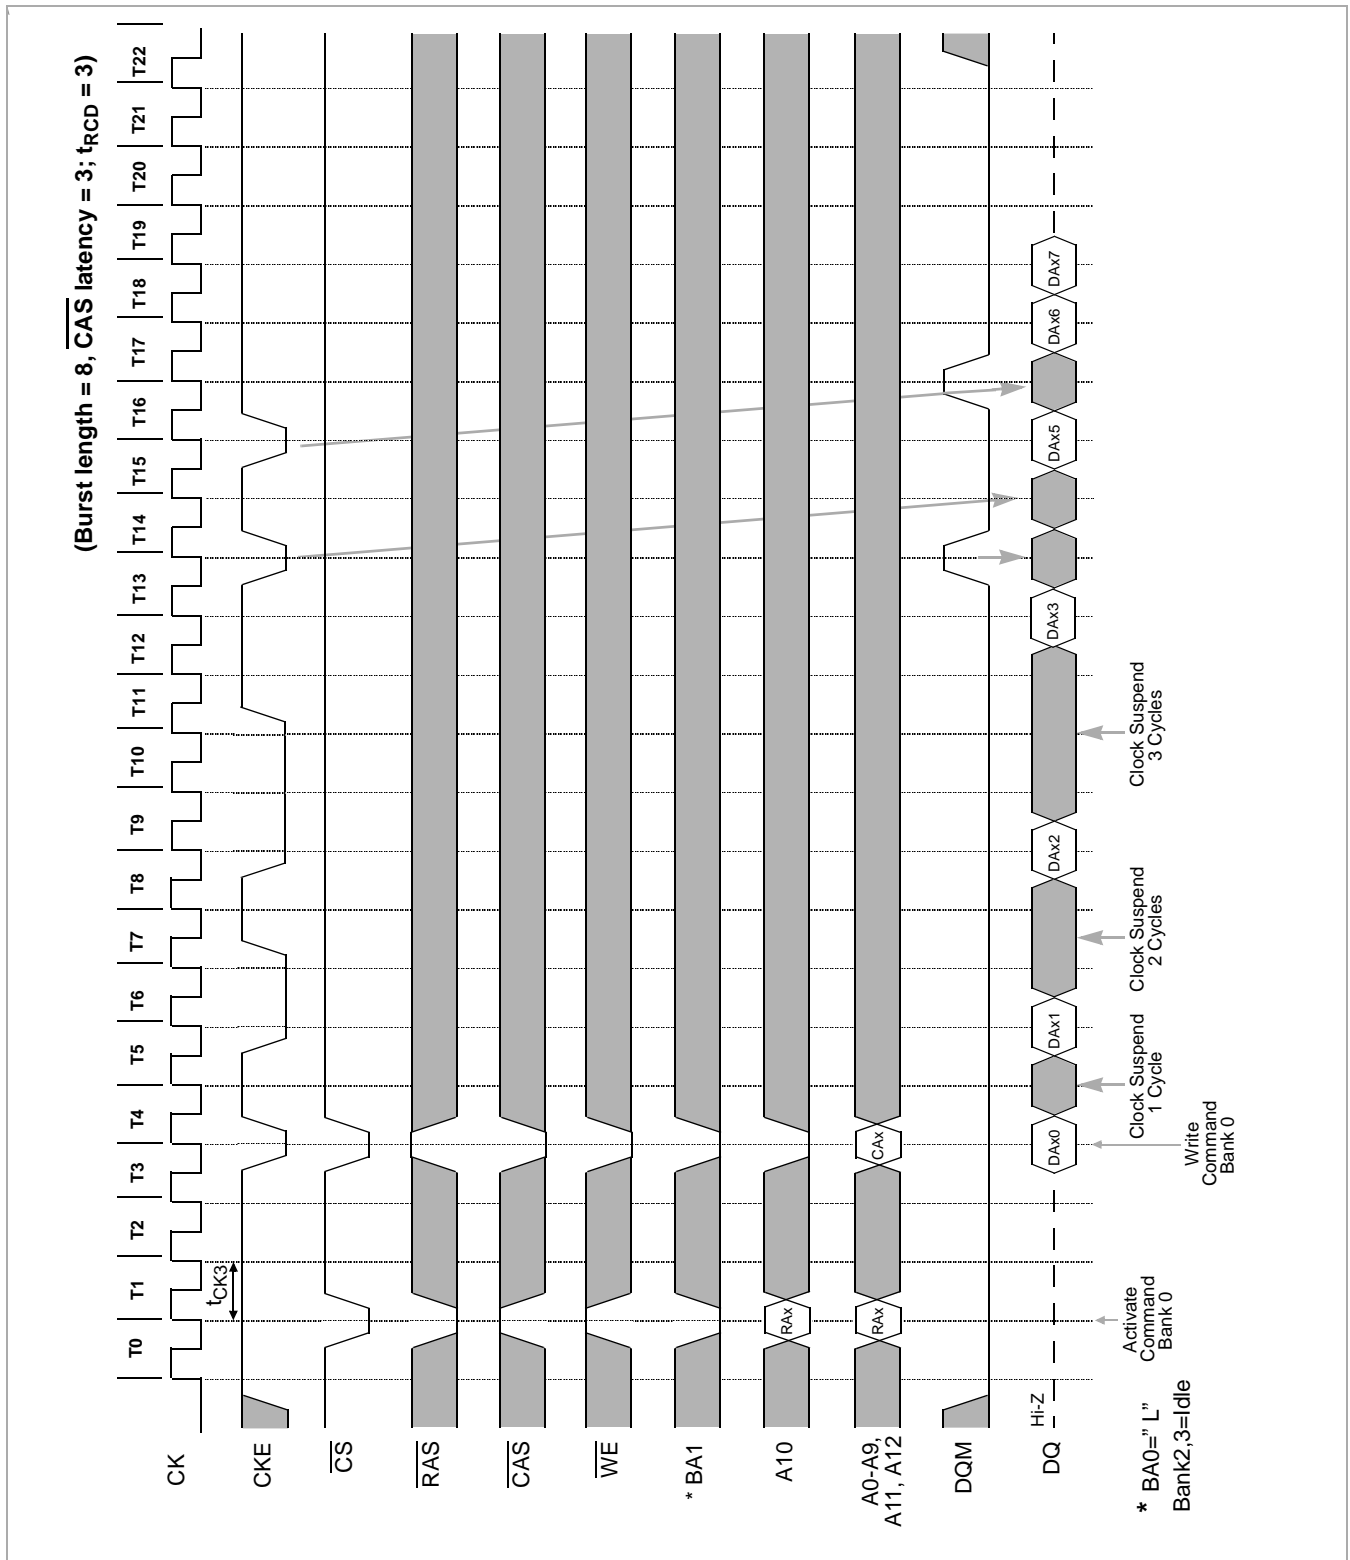 (Burst length = 8, CAS latency = 3; tRCD = 3)
T0 T1 T2 T3 T4 T5 T6 T7 T8 T9 T10 T11 T12 T13 T14 T15 T16 T17 T18 T19 T20 T21 T22
CK
tCK3
CKE
CS
RAS
CAS
WE
* BA1
A10
RAx
A0-A9,
A11, A12
RAx CAx
DQM
DQ
Hi-Z
DAx0 DAx1 DAx2 DAx3 DAx5 DAx6 DAx7
* BA0="L"
Bank2,3=Idle
Activate
Command
Bank 0
Write
Command
Bank 0
Clock Suspend
1 Cycle
Clock Suspend
2 Cycles
Clock Suspend
3 Cycles